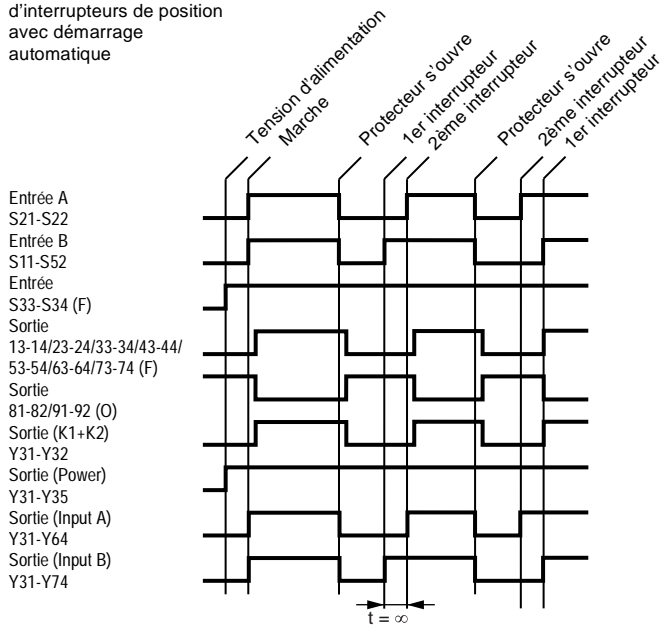 d'interrupteurs de position
avec démarrage
automatique
Tension d'alimentation
Marche
Protecteur s'ouvre
1er interrupteur
2ème interrupteur
Protecteur s'ouvre
2ème interrupteur
1er interrupteur
Entrée A
S21-S22
Entrée B
S11-S52
Entrée
S33-S34 (F)
Sortie
13-14/23-24/33-34/43-44/
53-54/63-64/73-74 (F)
Sortie
81-82/91-92 (O)
Sortie (K1+K2)
Y31-Y32
Sortie (Power)
Y31-Y35
Sortie (Input A)
Y31-Y64
Sortie (Input B)
Y31-Y74
t = ∞